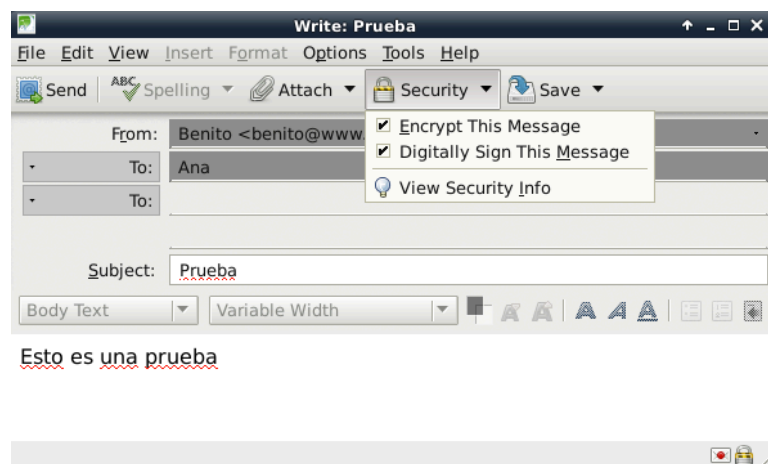 Write: Prueba
File Edit View Insert Format Options Tools Help
Send ABC Spelling Attach Security Save
From: Benito <benito@www.
Encrypt This Message
To: Ana
Digitally Sign This Message
To:
View Security Info
Subject: Prueba
Body Text Variable Width A A A A A
Esto es una prueba